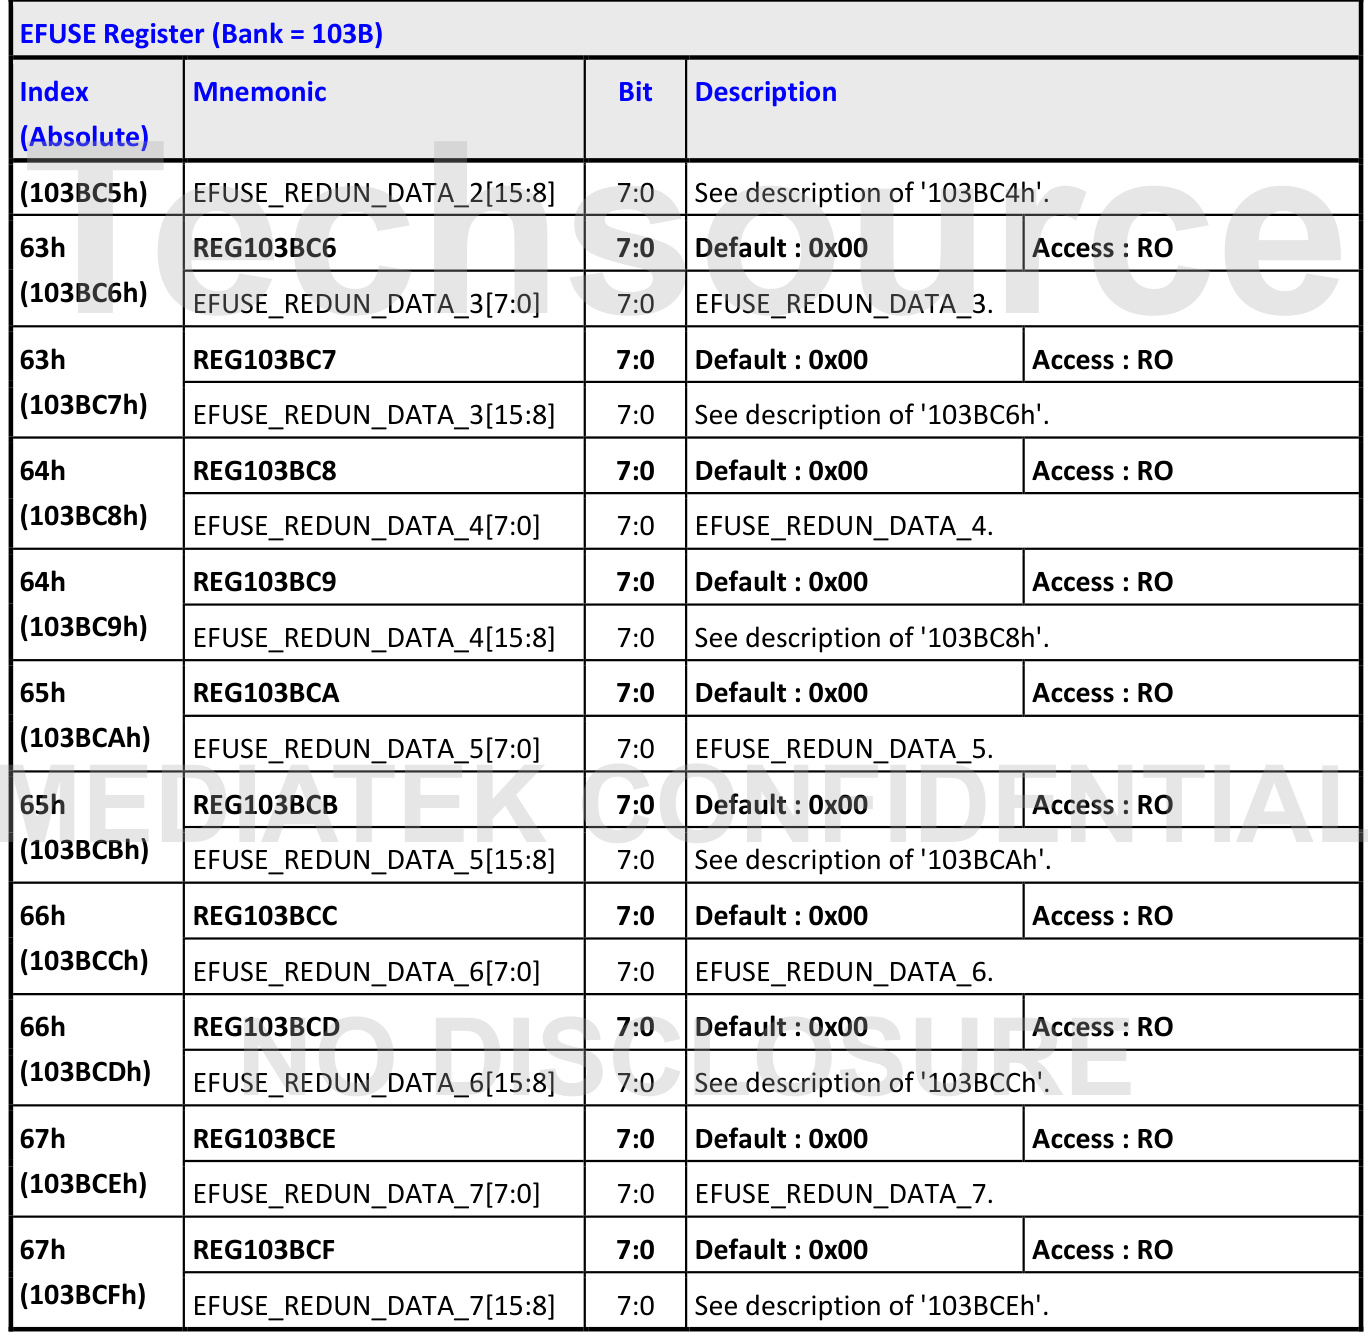 EFUSE Register (Bank = 103B)
Index (Absolute) Mnemonic Bit Description
(103BC5h) EFUSE_REDUN_DATA_2[15:8] 7:0 See description of '103BC4h'.
63h REG103BC6 7:0 Default : 0x00 Access : RO
(103BC6h) EFUSE_REDUN_DATA_3[7:0] 7:0 EFUSE_REDUN_DATA_3.
Techsource
63h REG103BC7 7:0 Default : 0x00 Access : RO
(103BC7h) EFUSE_REDUN_DATA_3[15:8] 7:0 See description of '103BC6h'.
64h REG103BC8 7:0 Default : 0x00 Access : RO
(103BC8h) EFUSE_REDUN_DATA_4[7:0] 7:0 EFUSE_REDUN_DATA_4.
64h REG103BC9 7:0 Default : 0x00 Access : RO
(103BC9h) EFUSE_REDUN_DATA_4[15:8] 7:0 See description of '103BC8h'.
65h REG103BCA 7:0 Default : 0x00 Access : RO
(103BCAh) EFUSE_REDUN_DATA_5[7:0] 7:0 EFUSE_REDUN_DATA_5.
MEDIATEK CONFIDENTIAL
65h REG103BCB 7:0 Default : 0x00 Access : RO
(103BCBh) EFUSE_REDUN_DATA_5[15:8] 7:0 See description of '103BCAh'.
66h REG103BCC 7:0 Default : 0x00 Access : RO
(103BCCh) EFUSE_REDUN_DATA_6[7:0] 7:0 EFUSE_REDUN_DATA_6.
66h REG103BCD 7:0 Default : 0x00 Access : RO
(103BCDh) EFUSE_REDUN_DATA_6[15:8] 7:0 See description of '103BCCh'.
NO DISCLOSURE
67h REG103BCE 7:0 Default : 0x00 Access : RO
(103BCEh) EFUSE_REDUN_DATA_7[7:0] 7:0 EFUSE_REDUN_DATA_7.
67h REG103BCF 7:0 Default : 0x00 Access : RO
(103BCFh) EFUSE_REDUN_DATA_7[15:8] 7:0 See description of '103BCEh'.